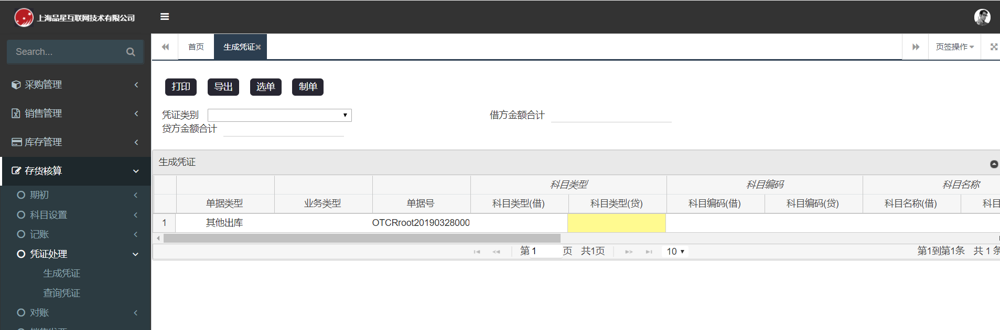 上海品星互联网技术有限公司
Search...
采购管理
销售管理
库存管理
存货核算
期初
科目设置
记账
凭证处理
生成凭证
查询凭证
对账
首页
生成凭证
页签操作
打印 导出 选单 制单
凭证类别 借方金额合计
贷方金额合计
生成凭证
科目类型 科目编码 科目名称
单据类型 业务类型 单据号 科目类型(借) 科目类型(贷) 科目编码(借) 科目编码(贷) 科目名称(借) 科目
1 其他出库 OTCRroot20190328000
第 1 页 共1页 10 第1到第1条 共 1 条